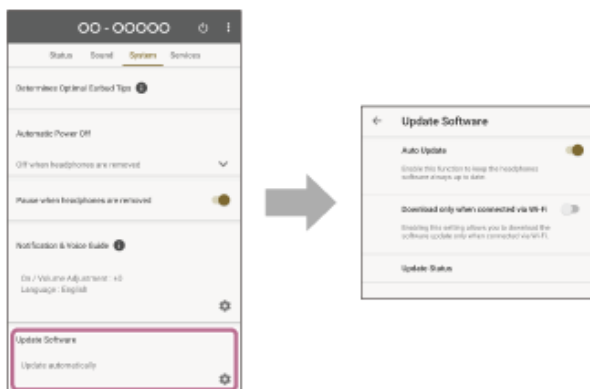 OO-OOOOO
Status Sound System Services
Determines Optimal Earbud Tips
Automatic Power Off
Off when headphones are removed
Pause when headphones are removed
Notification & Voice Guide
On / Volume Adjustment : ±0
Language : English
Update Software
Update automatically
Update Software
Auto Update
Enable this function to keep the headphones
software always up to date.
Download only when connected via Wi-Fi
Enabling this setting allows you to download the
software update only when connected via Wi-Fi.
Update Status